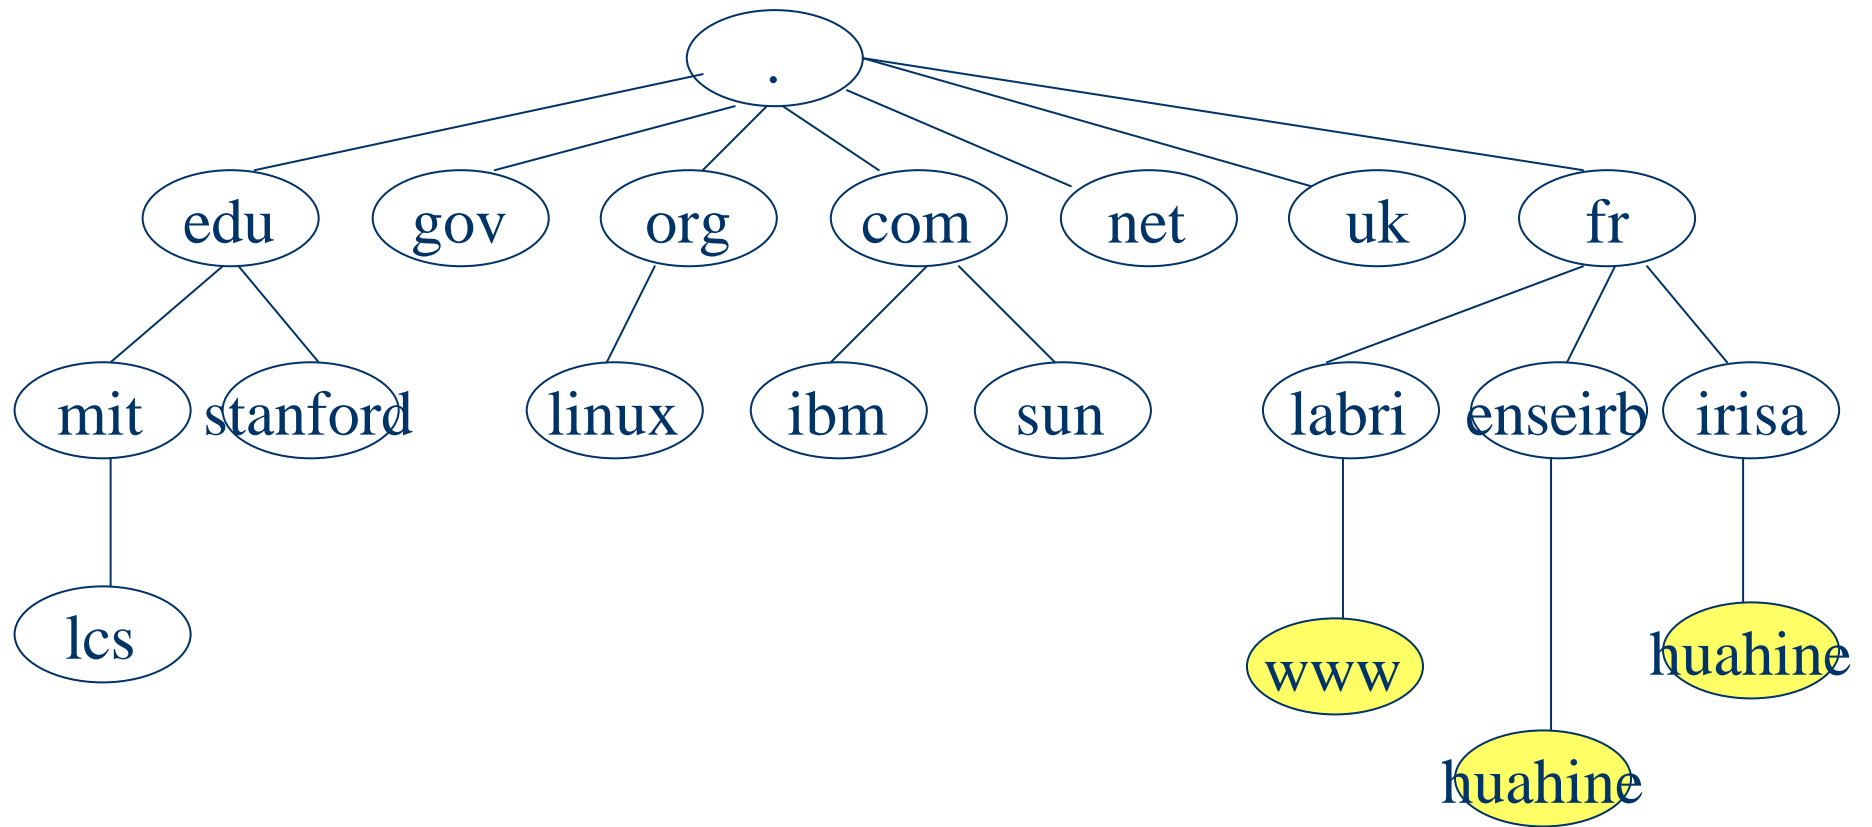 .
edu gov org com net uk fr
mit stanford linux ibm sun labri enseirb irisa
lcs www huahine
huahine